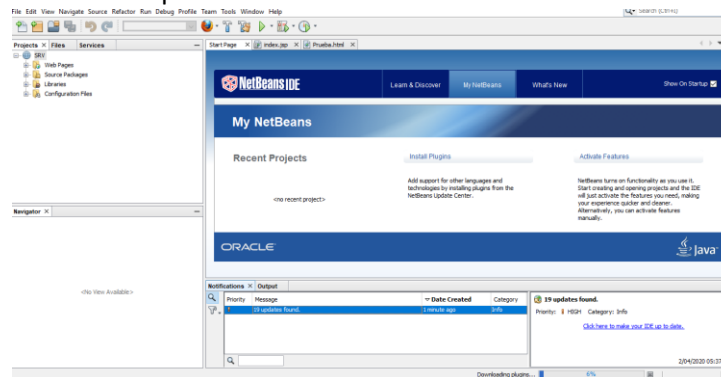 File Edit View Navigate Source Refactor Run Debug Profile Team Tools Window Help
Search (Ctrl+I)
Projects Files Services
Start Page index.jsp Prueba.html
SRV
Web Pages
Source Packages
Libraries
Configuration Files
NetBeans IDE
Learn & Discover My NetBeans What's New Show On Startup
My NetBeans
Recent Projects
<no recent project>
Install Plugins
Add support for other languages and
technologies by installing plugins from the
NetBeans Update Center.
Activate Features
NetBeans turns on functionality as you use it.
Start creating and opening projects and the IDE
will just activate the features you need, making
your experience quicker and cleaner.
Alternatively, you can activate features
manually.
ORACLE Java
Navigator
<No View Available>
Notifications Output
Priority Message Date Created Category
19 updates found. 1 minute ago Info
19 updates found.
Priority: HIGH Category: Info
Click here to make your IDE up to date.
2/04/2020 05:37
Downloading plugins... 6%